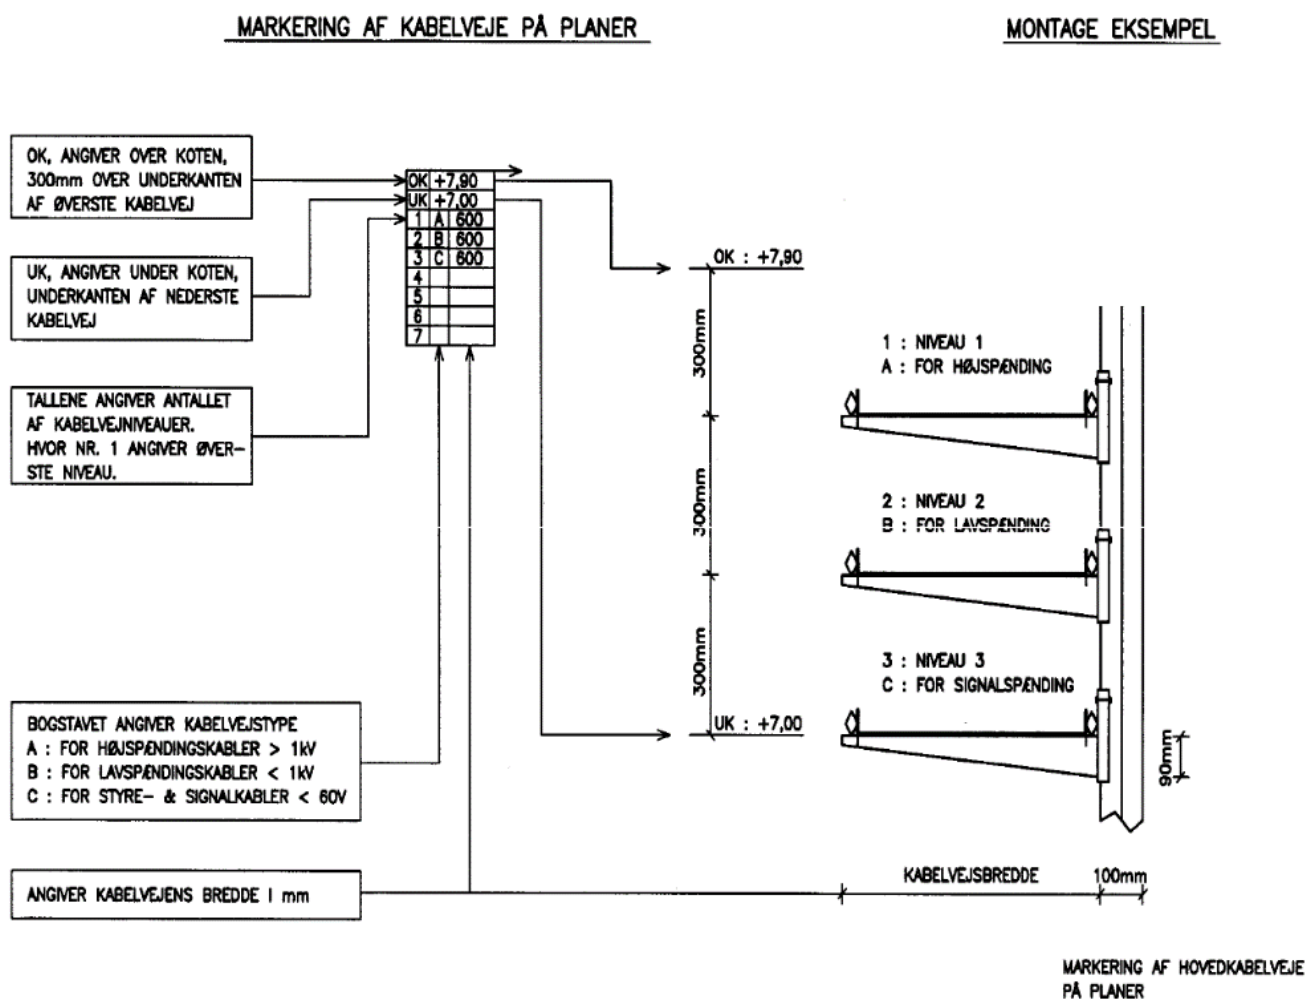 MARKERING AF KABELVEJE PÅ PLANER
MONTAGE EKSEMPEL
OK, ANGIVER OVER KOTEN,
300mm OVER UNDERKANTEN
AF ØVERSTE KABELVEJ
UK, ANGIVER UNDER KOTEN,
UNDERKANTEN AF NEDERSTE
KABELVEJ
TALLENE ANGIVER ANTALLET
AF KABELVEJNIVEAUER.
HVOR NR. 1 ANGIVER ØVER-
STE NIVEAU.
BOGSTAVET ANGIVER KABELVEJSTYPE
A : FOR HØJSPÆNDINGSKABLER > 1kV
B : FOR LAVSPÆNDINGSKABLER < 1kV
C : FOR STYRE- & SIGNALKABLER < 60V
ANGIVER KABELVEJENS BREDDE I mm
OK +7,90
UK +7,00
1 A 600
2 B 600
3 C 600
4
5
6
7
OK : +7,90
300mm
300mm
300mm
UK : +7,00
1 : NIVEAU 1
A : FOR HØJSPÆNDING
2 : NIVEAU 2
B : FOR LAVSPÆNDING
3 : NIVEAU 3
C : FOR SIGNALSPÆNDING
90mm
KABELVEJSBREDDE
100mm
MARKERING AF HOVEDKABELVEJE
PÅ PLANER